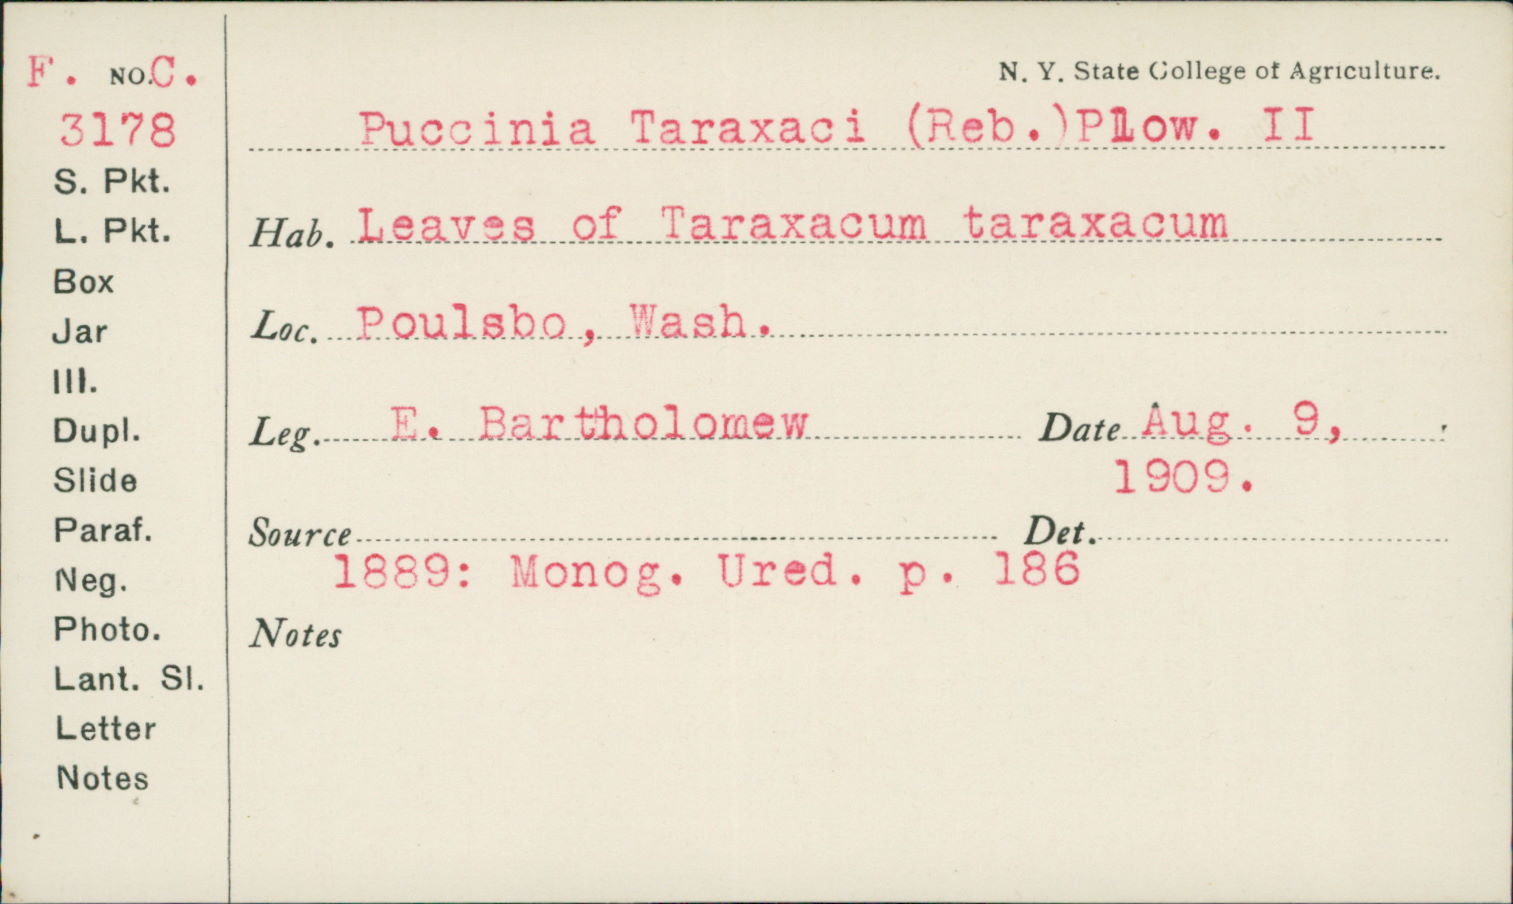 F. NO. C.
N. Y. State College of Agriculture.
3178
Puccinia Taraxaci (Reb.)Plow. II
S. Pkt.
L. Pkt.
Hab. Leaves of Taraxacum taraxacum
Box
Jar
Loc. Poulsbo, Wash.
Ill.
Dupl.
Leg. E. Bartholomew Date Aug. 9,
1909.
Slide
Paraf.
Source Det.
1889: Monog. Ured. p. 186
Neg.
Photo.
Notes
Lant. Sl.
Letter
Notes